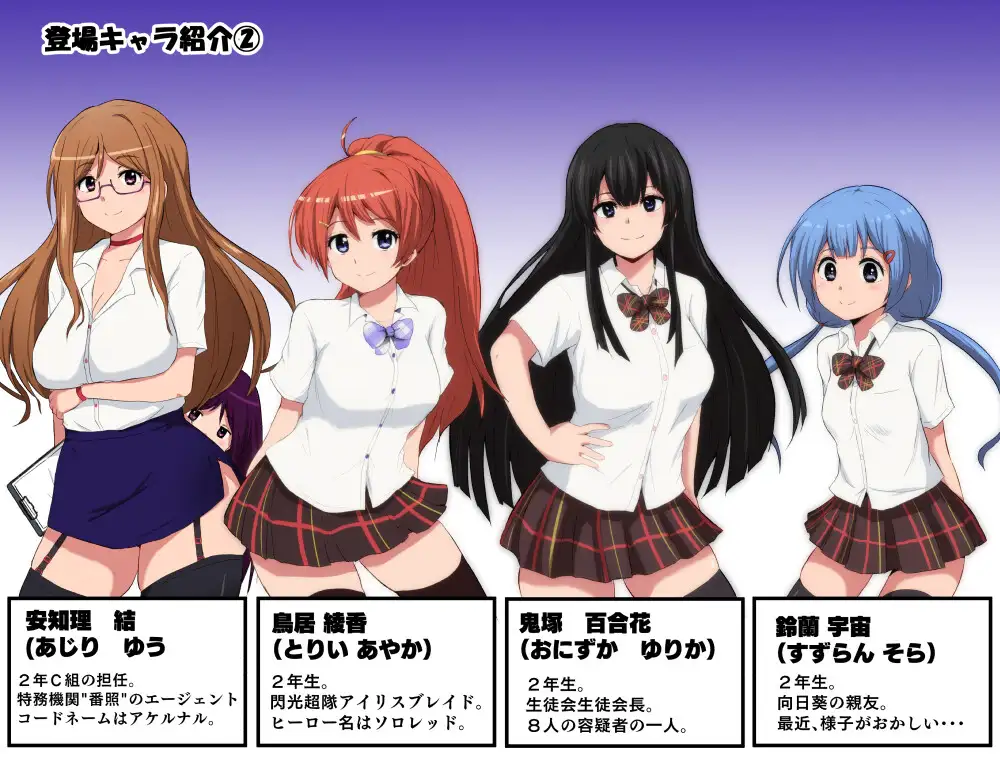 登場キャラ紹介②
安知理　結
(あじり　ゆう
２年Ｃ組の担任。
特務機関"番照"のエージェント
コードネームはアケルナル。
鳥居 綾香
(とりい あやか)
２年生。
閃光超隊アイリスブレイド。
ヒーロー名はソロレッド。
鬼塚　百合花
(おにずか　ゆりか)
２年生。
生徒会生徒会長。
８人の容疑者の一人。
鈴蘭 宇宙
(すずらん そら)
２年生。
向日葵の親友。
最近、様子がおかしい・・・